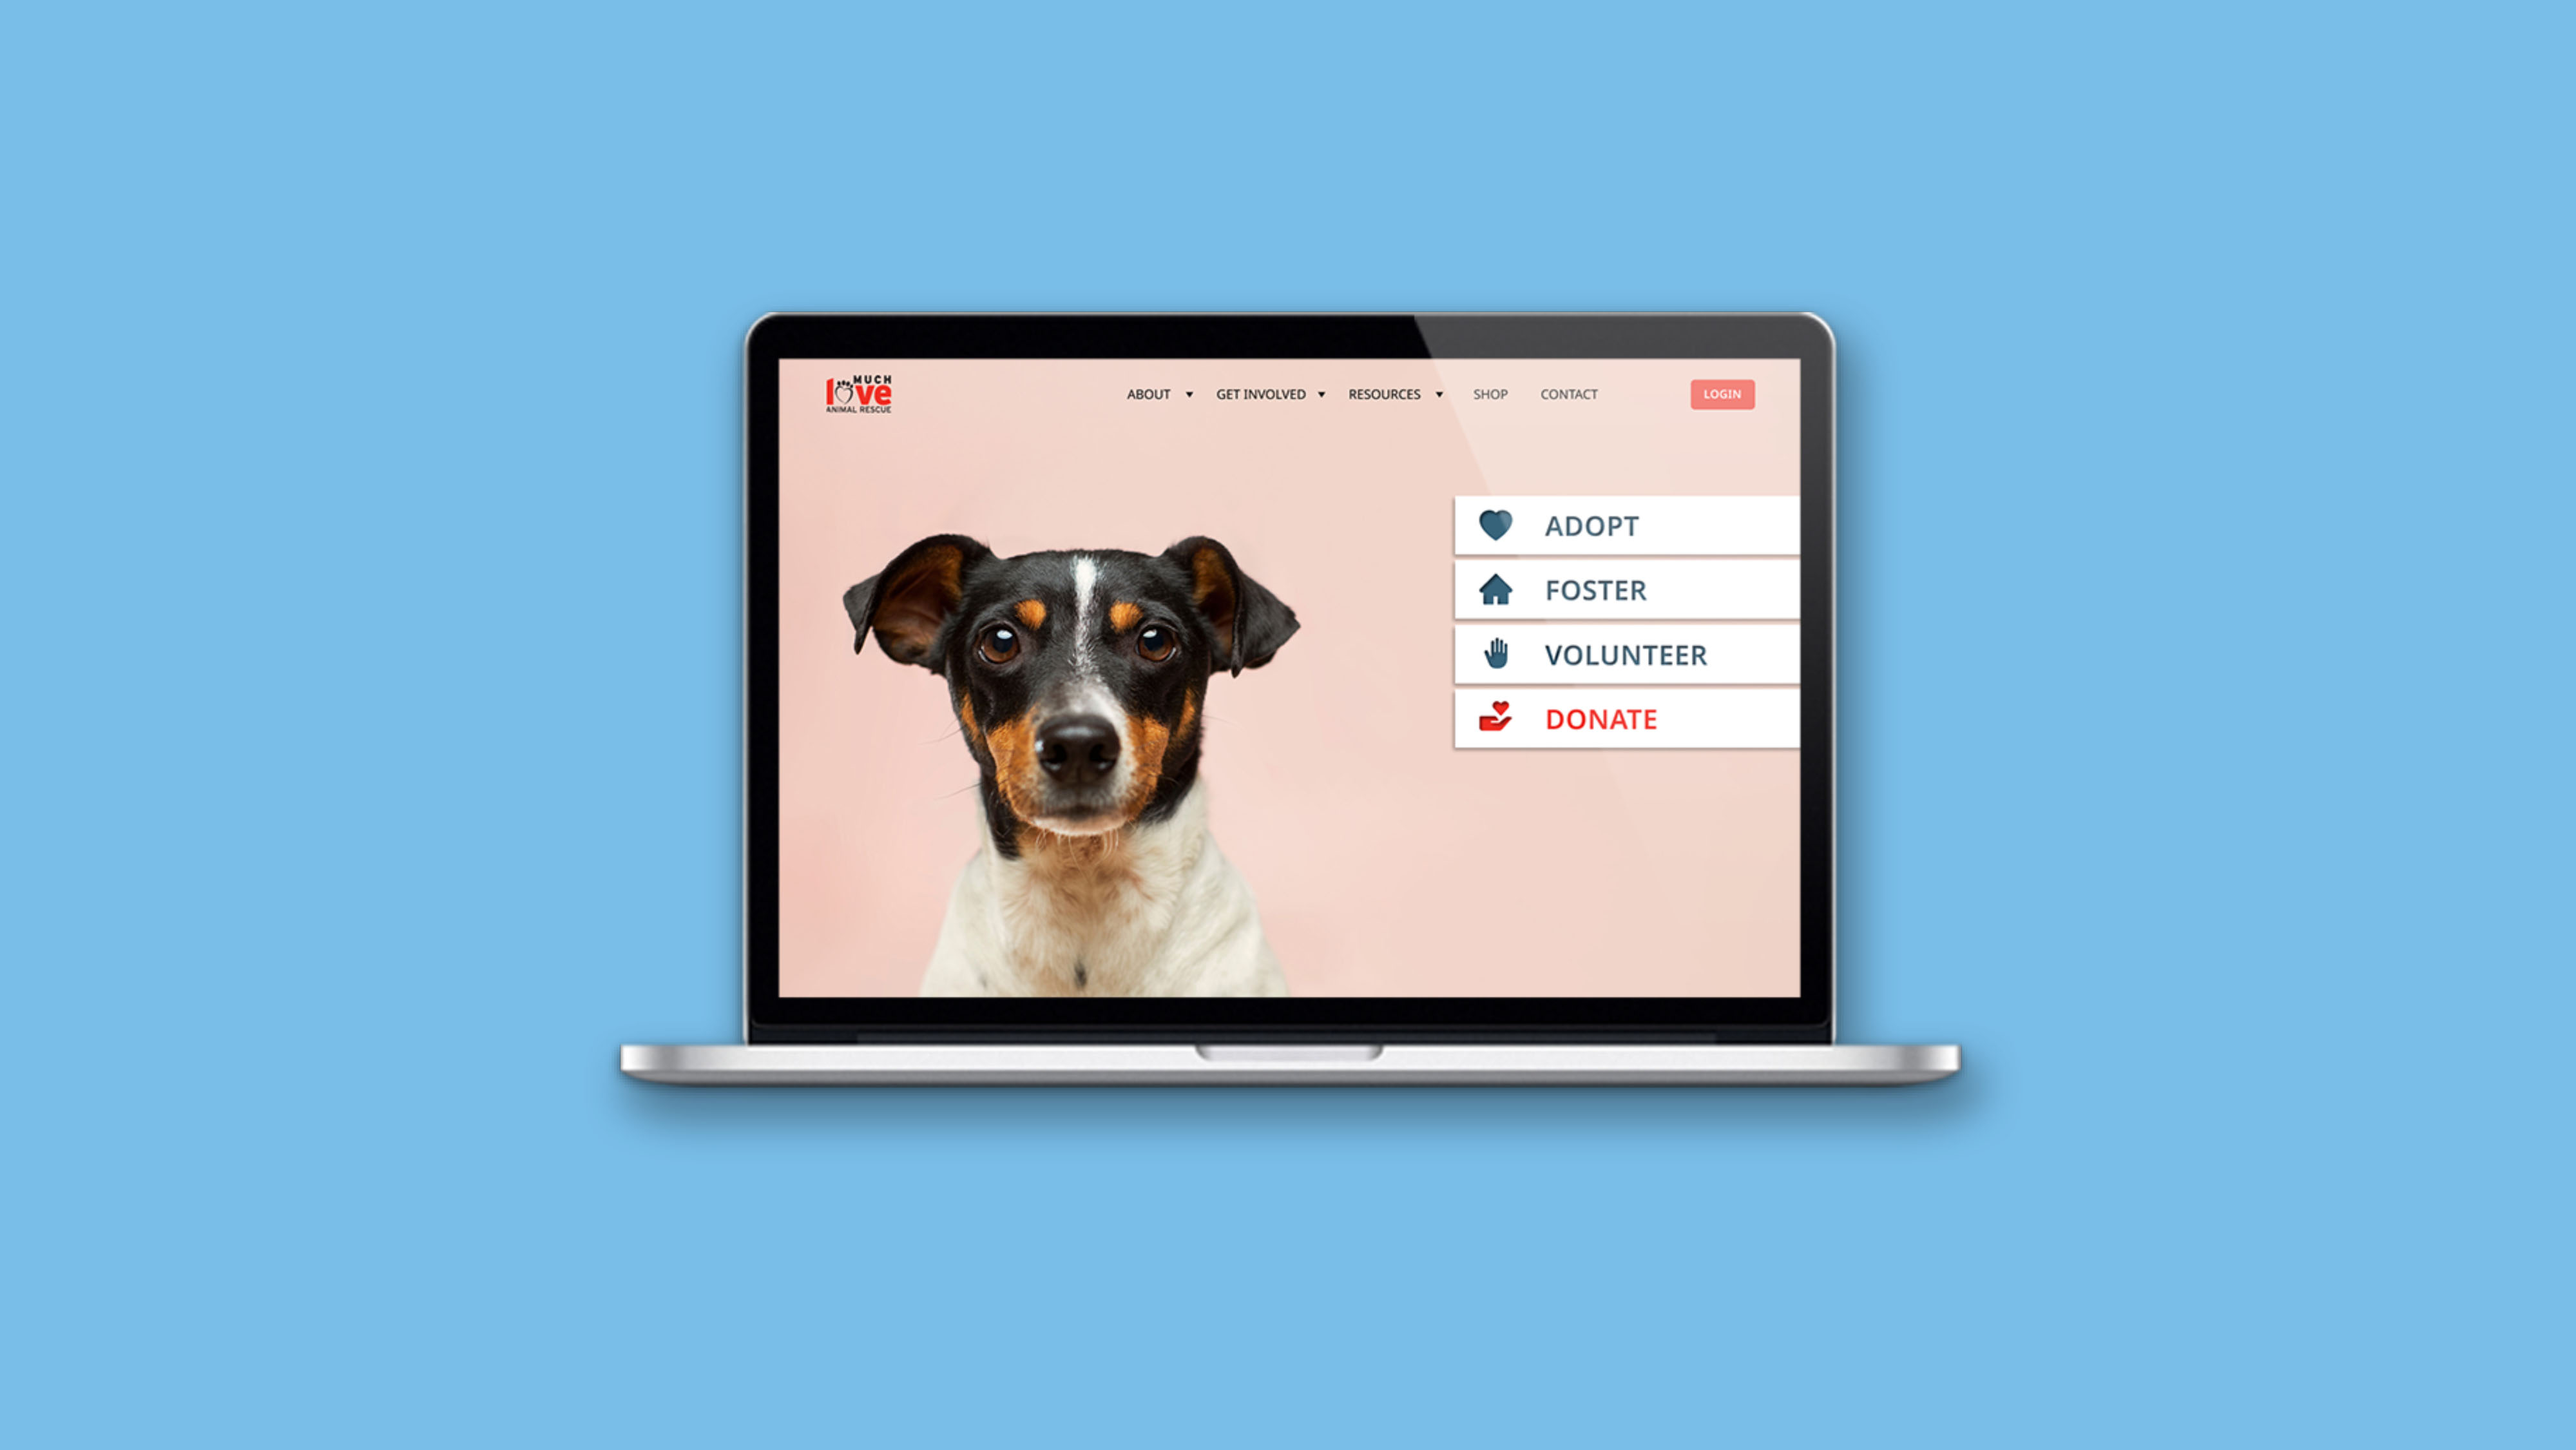 MUCH
love
ANIMAL RESCUE
ABOUT GET INVOLVED RESOURCES SHOP CONTACT LOGIN
ADOPT
FOSTER
VOLUNTEER
DONATE